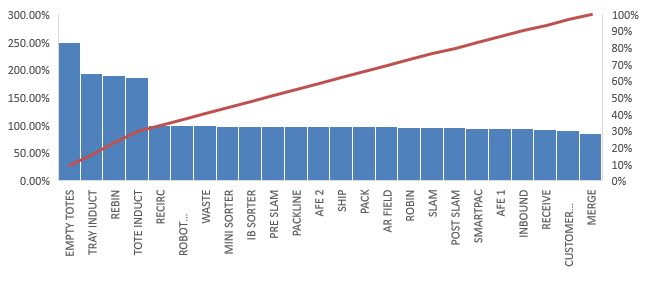 300.00%
250.00%
200.00%
150.00%
100.00%
50.00%
0.00%
100%
90%
80%
70%
60%
50%
40%
30%
20%
10%
0%
EMPTY TOTES
TRAY INDUCT
REBIN
TOTE INDUCT
RECIRC
ROBOT...
WASTE
MINI SORTER
IB SORTER
PRE SLAM
PACKLINE
AFE 2
SHIP
PACK
AR FIELD
ROBIN
SLAM
POST SLAM
SMARTPAC
AFE 1
INBOUND
RECEIVE
CUSTOMER...
MERGE